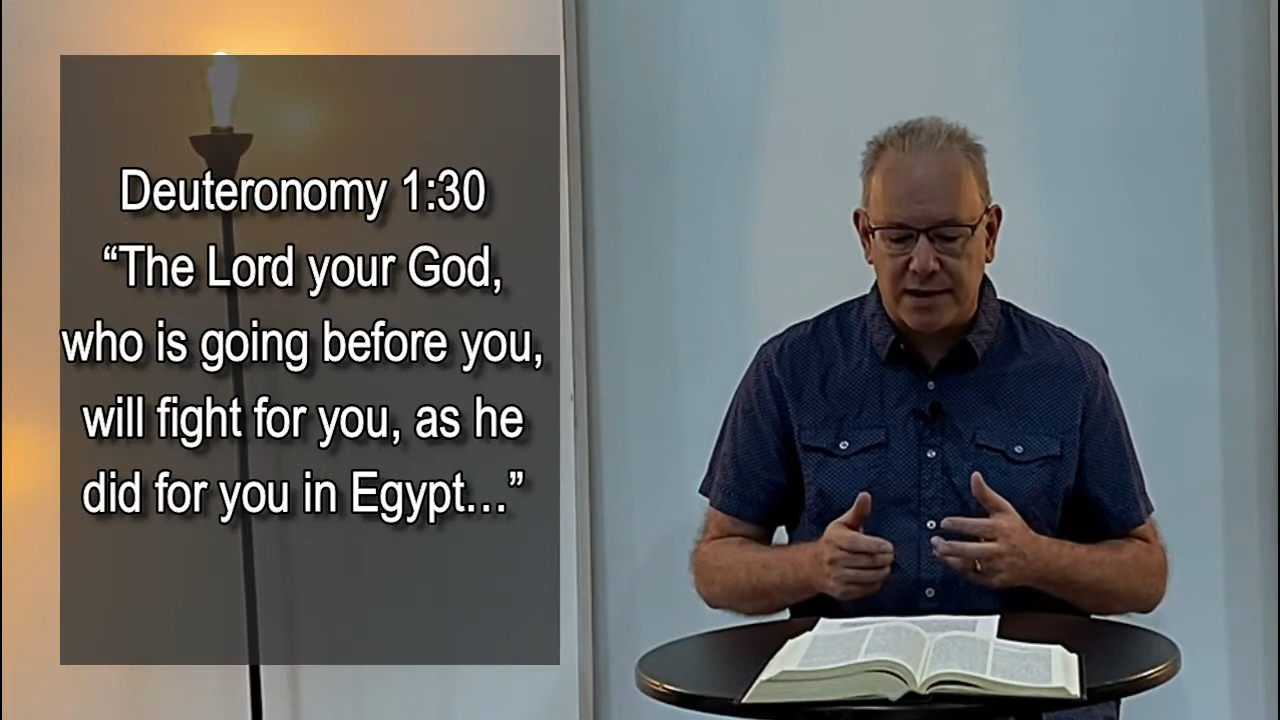 Deuteronomy 1:30
“The Lord your God,
who is going before you,
will fight for you, as he
did for you in Egypt…”